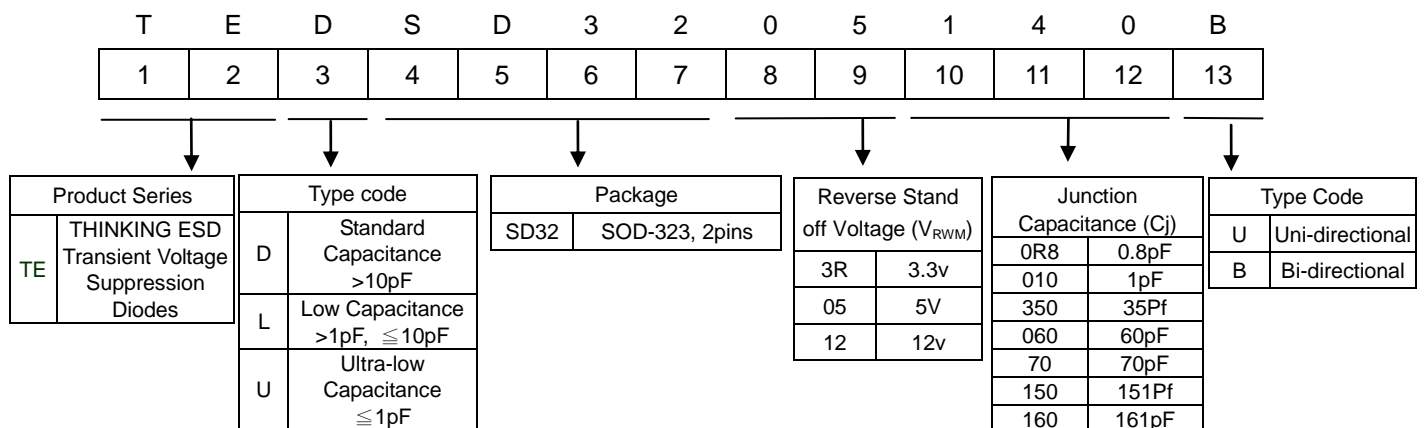 T E D S D 3 2 0 5 1 4 0 B
1 2 3 4 5 6 7 8 9 10 11 12 13
Product Series
TE
THINKING ESD
Transient Voltage
Suppression
Diodes
Type code
D
Standard
Capacitance
>10pF
L
Low Capacitance
>1pF, ≦10pF
U
Ultra-low
Capacitance
≦1pF
Package
SD32 SOD-323, 2pins
Reverse Stand
off Voltage (VRWM)
3R 3.3v
05 5V
12 12v
Junction
Capacitance (Cj)
0R8 0.8pF
010 1pF
350 35Pf
060 60pF
70 70pF
150 151Pf
160 161pF
Type Code
U Uni-directional
B Bi-directional